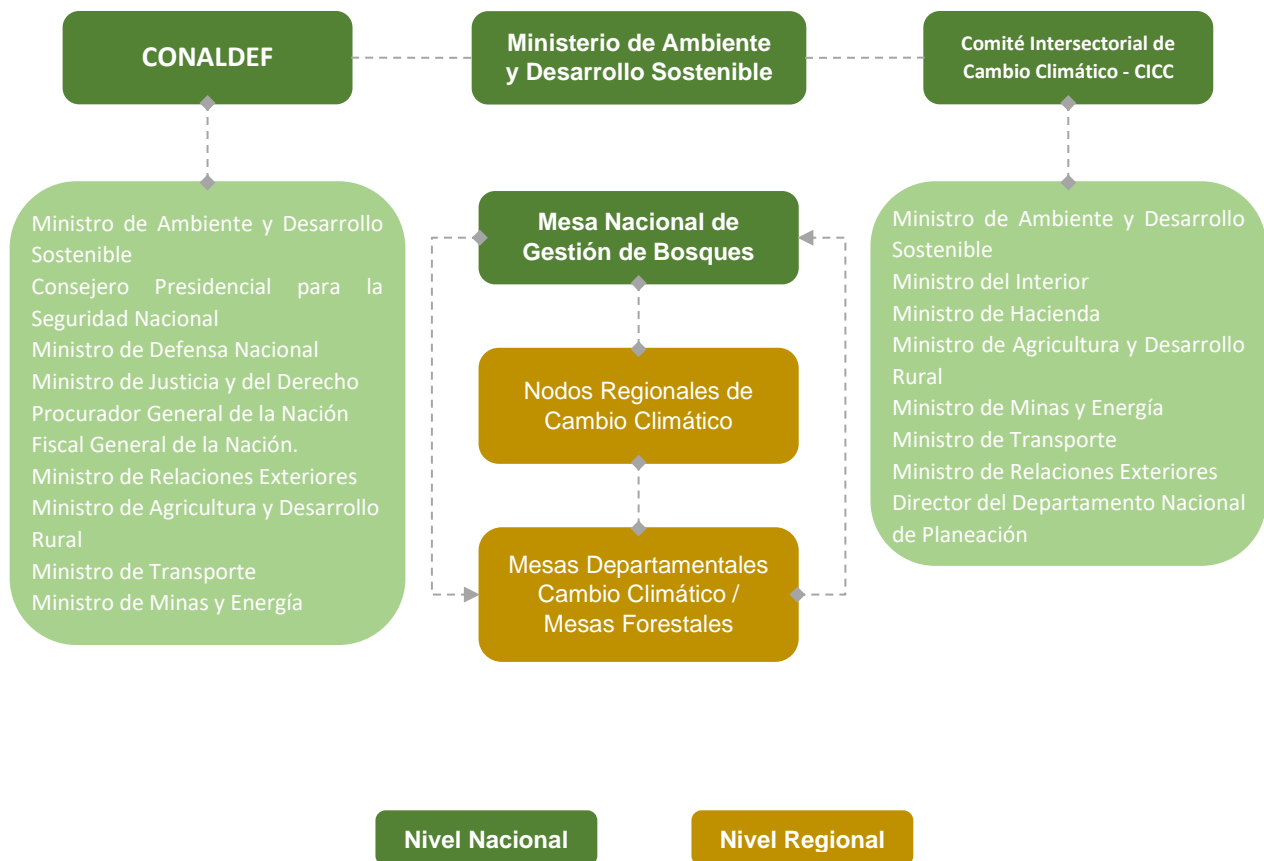 CONALDEF
Ministerio de Ambiente
y Desarrollo Sostenible
Comité Intersectorial de
Cambio Climático - CICC
Ministro de Ambiente y Desarrollo
Sostenible
Consejero Presidencial para la
Seguridad Nacional
Ministro de Defensa Nacional
Ministro de Justicia y del Derecho
Procurador General de la Nación
Fiscal General de la Nación.
Ministro de Relaciones Exteriores
Ministro de Agricultura y Desarrollo
Rural
Ministro de Transporte
Ministro de Minas y Energía
Mesa Nacional de
Gestión de Bosques
Nodos Regionales de
Cambio Climático
Mesas Departamentales
Cambio Climático /
Mesas Forestales
Ministro de Ambiente y Desarrollo
Sostenible
Ministro del Interior
Ministro de Hacienda
Ministro de Agricultura y Desarrollo
Rural
Ministro de Minas y Energía
Ministro de Transporte
Ministro de Relaciones Exteriores
Director del Departamento Nacional
de Planeación
Nivel Nacional
Nivel Regional